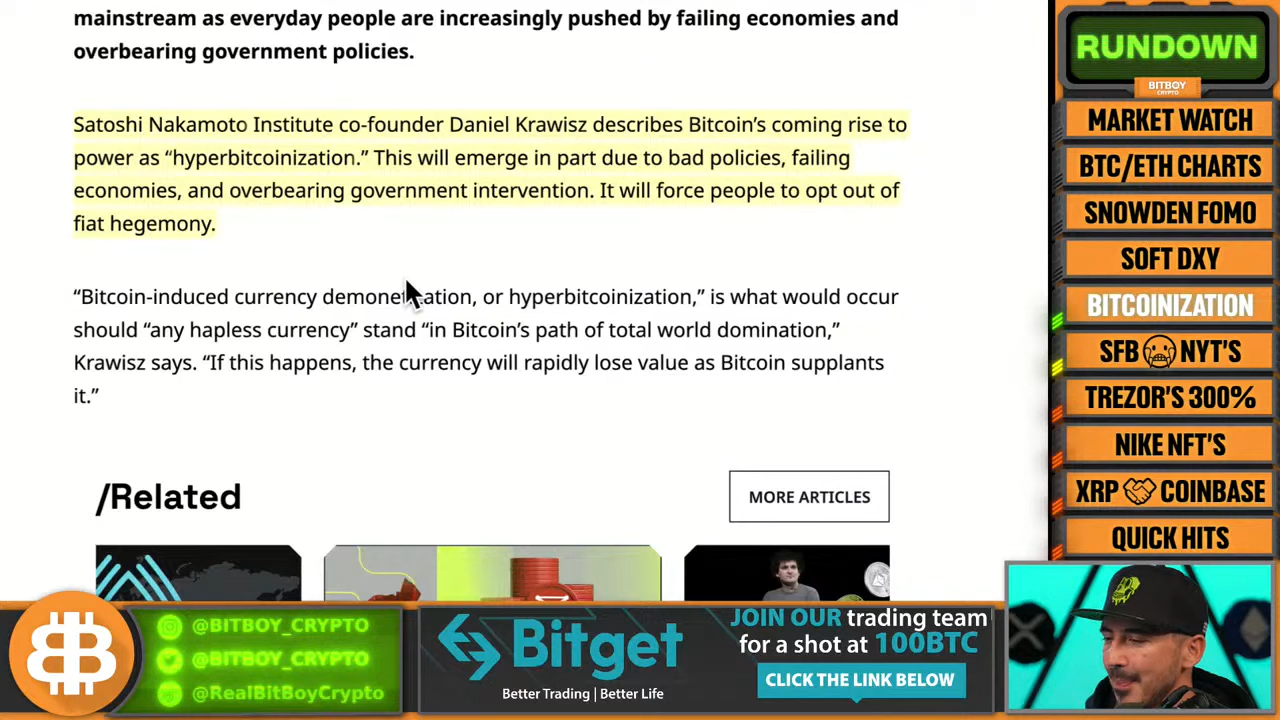 mainstream as everyday people are increasingly pushed by failing economies and
overbearing government policies.
Satoshi Nakamoto Institute co-founder Daniel Krawisz describes Bitcoin's coming rise to
power as “hyperbitcoinization.” This will emerge in part due to bad policies, failing
economies, and overbearing government intervention. It will force people to opt out of
fiat hegemony.
“Bitcoin-induced currency demonetization, or hyperbitcoinization,” is what would occur
should “any hapless currency” stand “in Bitcoin's path of total world domination,”
Krawisz says. “If this happens, the currency will rapidly lose value as Bitcoin supplants
it.”
/Related
MORE ARTICLES
RUNDOWN
BITBOY
CRYPTO
MARKET WATCH
BTC/ETH CHARTS
SNOWDEN FOMO
SOFT DXY
BITCOINIZATION
SFB 🥶 NYT'S
TREZOR'S 300%
NIKE NFT'S
XRP 🤝 COINBASE
QUICK HITS
@BITBOY_CRYPTO
@BITBOY_CRYPTO
@RealBitBoyCrypto
Bitget
Better Trading | Better Life
JOIN OUR trading team
for a shot at 100BTC
CLICK THE LINK BELOW